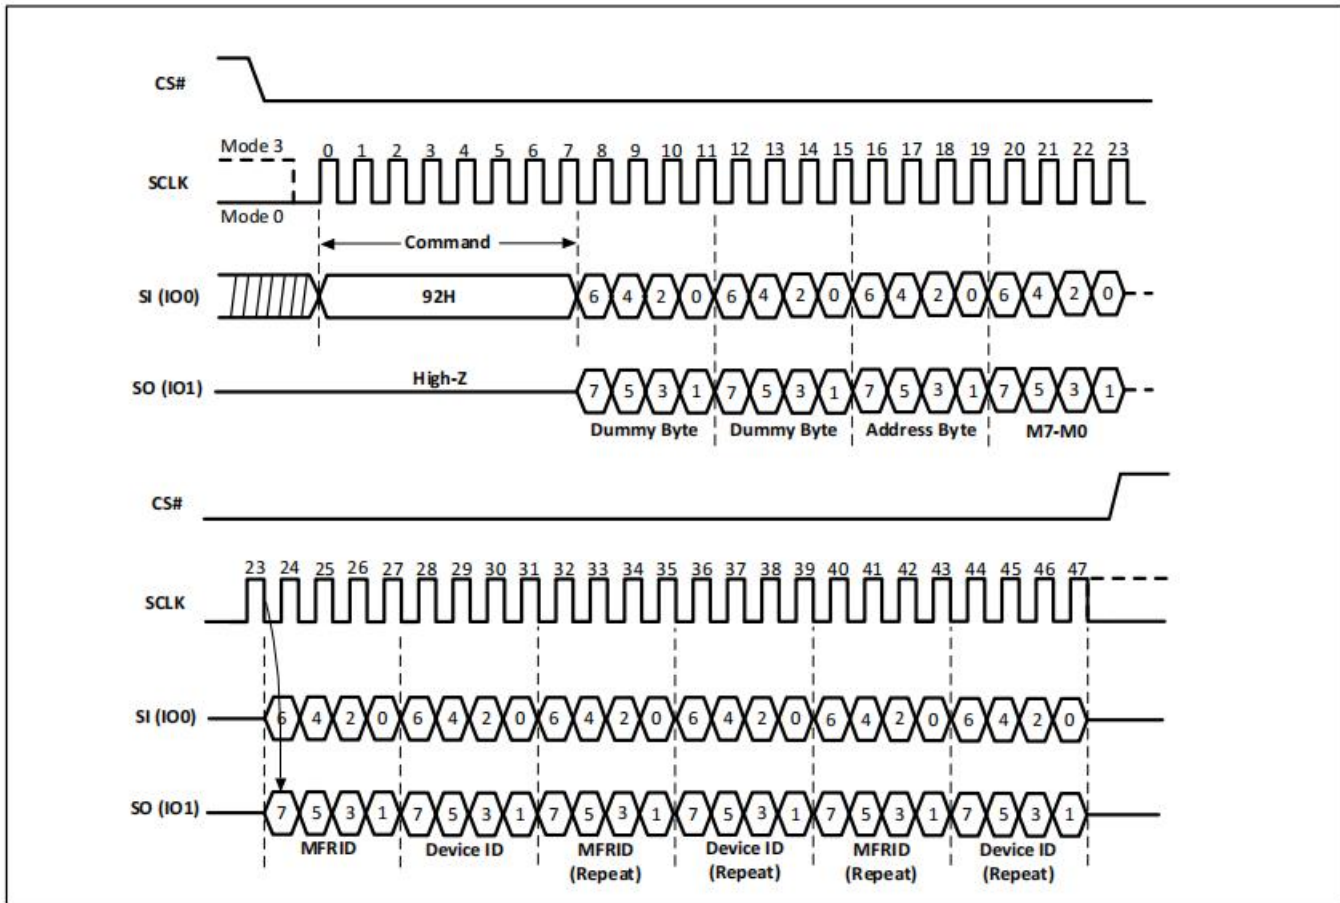 CS#
Mode 3
0 1 2 3 4 5 6 7 8 9 10 11 12 13 14 15 16 17 18 19 20 21 22 23
SCLK
Mode 0
Command
SI (IO0)
92H
6 4 2 0 6 4 2 0 6 4 2 0 6 4 2 0
High-Z
SO (IO1)
7 5 3 1 7 5 3 1 7 5 3 1 7 5 3 1
Dummy Byte Dummy Byte Address Byte M7-M0
CS#
23 24 25 26 27 28 29 30 31 32 33 34 35 36 37 38 39 40 41 42 43 44 45 46 47
SCLK
SI (IO0)
6 4 2 0 6 4 2 0 6 4 2 0 6 4 2 0 6 4 2 0 6 4 2 0
SO (IO1)
7 5 3 1 7 5 3 1 7 5 3 1 7 5 3 1 7 5 3 1 7 5 3 1
MFRID Device ID MFRID Device ID MFRID Device ID
(Repeat) (Repeat) (Repeat) (Repeat)